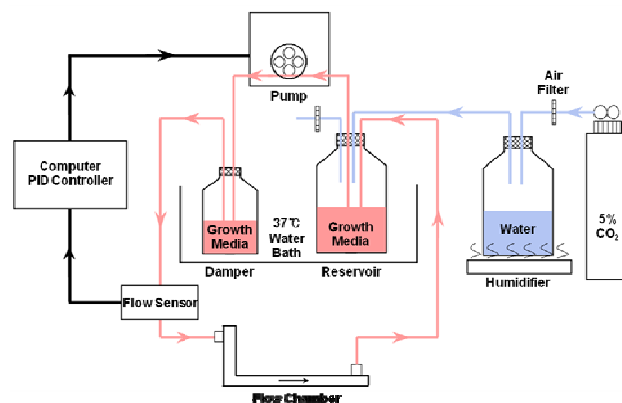 Pump
Air
Filter
Computer
PID Controller
5%
CO₂
Growth
Media
37℃
Water
Bath
Growth
Media
Water
Damper
Reservoir
Humidifier
Flow Sensor
Flow Chamber